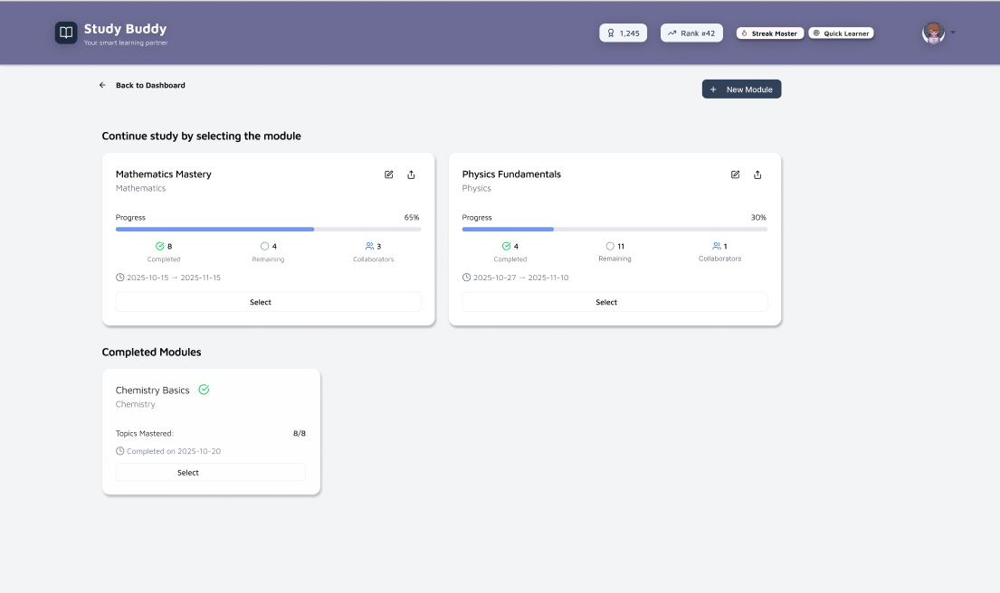 Study Buddy
Your smart learning partner
1,245
Rank #42
Streak Master
Quick Learner
Back to Dashboard
+ New Module
Continue study by selecting the module
Mathematics Mastery
Mathematics
Progress 65%
8 4 3
Completed Remaining Collaborators
2025-10-15 → 2025-11-15
Select
Physics Fundamentals
Physics
Progress 30%
4 11 1
Completed Remaining Collaborators
2025-10-27 → 2025-11-10
Select
Completed Modules
Chemistry Basics
Chemistry
Topics Mastered: 8/8
Completed on 2025-10-20
Select